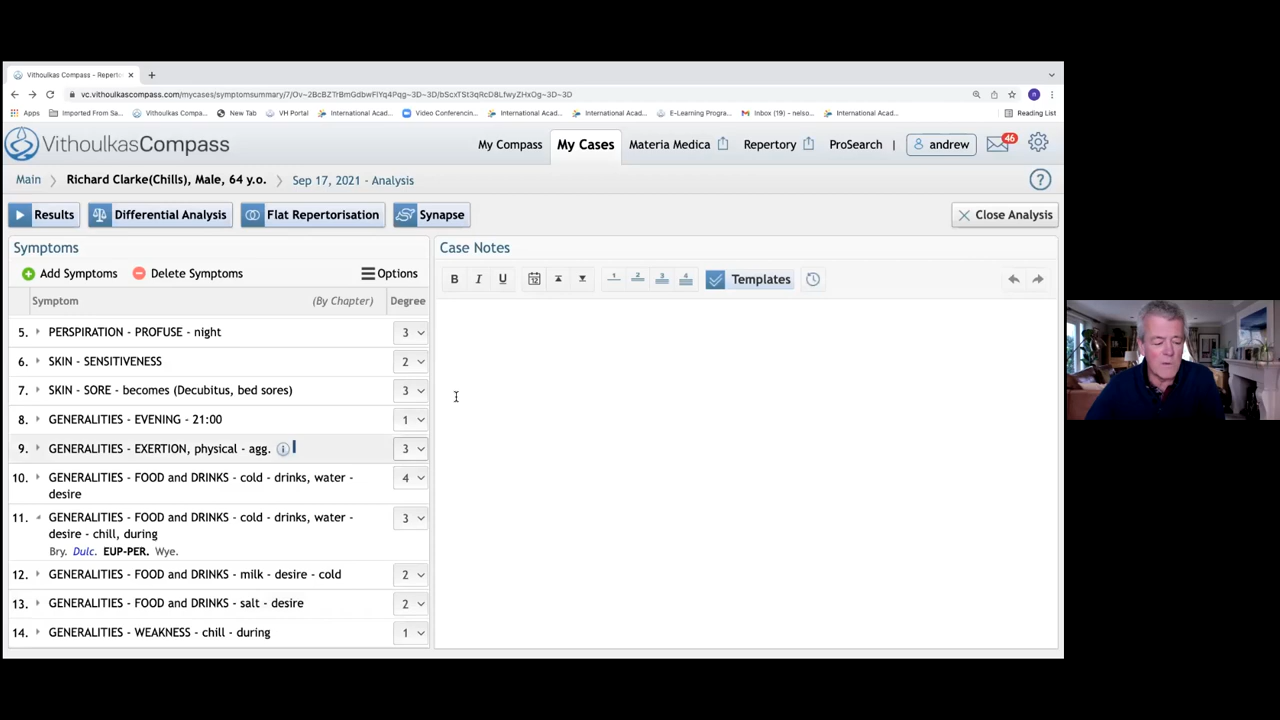 Vithoulkas Compass - Reperto
vc.vithoulkascompass.com/mycases/symptomsummary/7/Ov~2BcBZTrBmGdbwFlYq4Pqg~3D~3D/bScxTSt3qRcD8LfwyZHxOg~3D~3D
Apps Imported From Sa... Vithoulkas Compa... New Tab VH Portal International Acad... Video Conferencin... International Acad... International Acad... E-Learning Progra... Inbox (19) - nelso... International Acad... Reading List
VithoulkasCompass My Compass My Cases Materia Medica Repertory ProSearch | andrew 46
Main Richard Clarke(Chills), Male, 64 y.o. Sep 17, 2021 - Analysis ?
Results Differential Analysis Flat Repertorisation Synapse Close Analysis
Symptoms Case Notes
Add Symptoms Delete Symptoms Options B I U 1 2 3 4 Templates
Symptom (By Chapter) Degree
5. PERSPIRATION - PROFUSE - night 3
6. SKIN - SENSITIVENESS 2
7. SKIN - SORE - becomes (Decubitus, bed sores) 3
8. GENERALITIES - EVENING - 21:00 1
9. GENERALITIES - EXERTION, physical - agg. 3
10. GENERALITIES - FOOD and DRINKS - cold - drinks, water - 4
desire
11. GENERALITIES - FOOD and DRINKS - cold - drinks, water - 3
desire - chill, during
Bry. Dulc. EUP-PER. Wye.
12. GENERALITIES - FOOD and DRINKS - milk - desire - cold 2
13. GENERALITIES - FOOD and DRINKS - salt - desire 2
14. GENERALITIES - WEAKNESS - chill - during 1